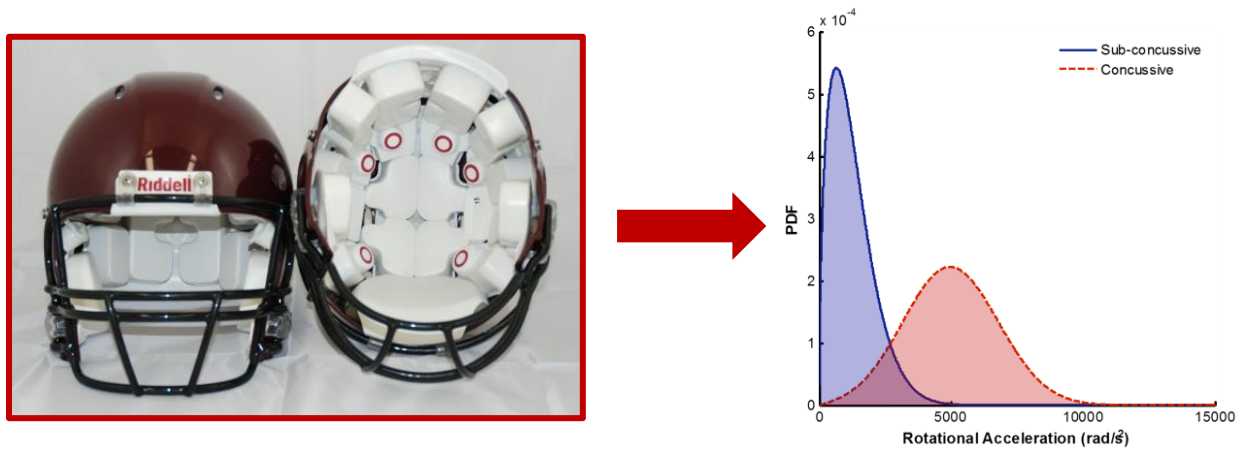 Riddell
x 10⁻⁴
6
5
4
3
2
1
0
PDF
Sub-concussive
Concussive
0
5000
10000
15000
Rotational Acceleration (rad/s²)